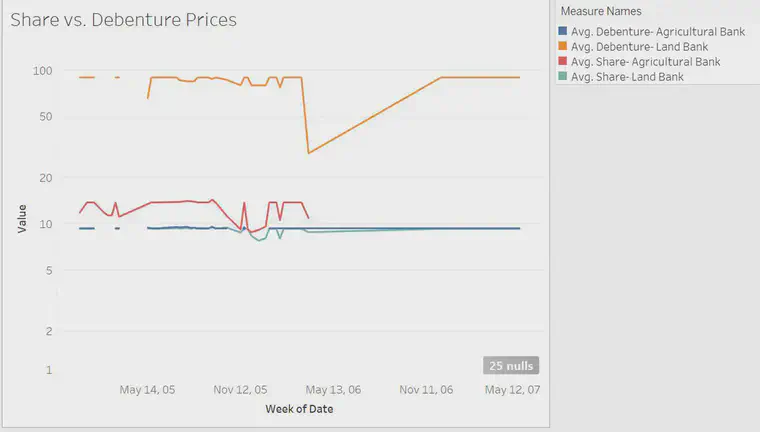 Share vs. Debenture Prices
Measure Names
Avg. Debenture- Agricultural Bank
Avg. Debenture- Land Bank
Avg. Share- Agricultural Bank
Avg. Share- Land Bank
100
50
20
10
5
2
1
Value
25 nulls
May 14, 05
Nov 12, 05
May 13, 06
Nov 11, 06
May 12, 07
Week of Date